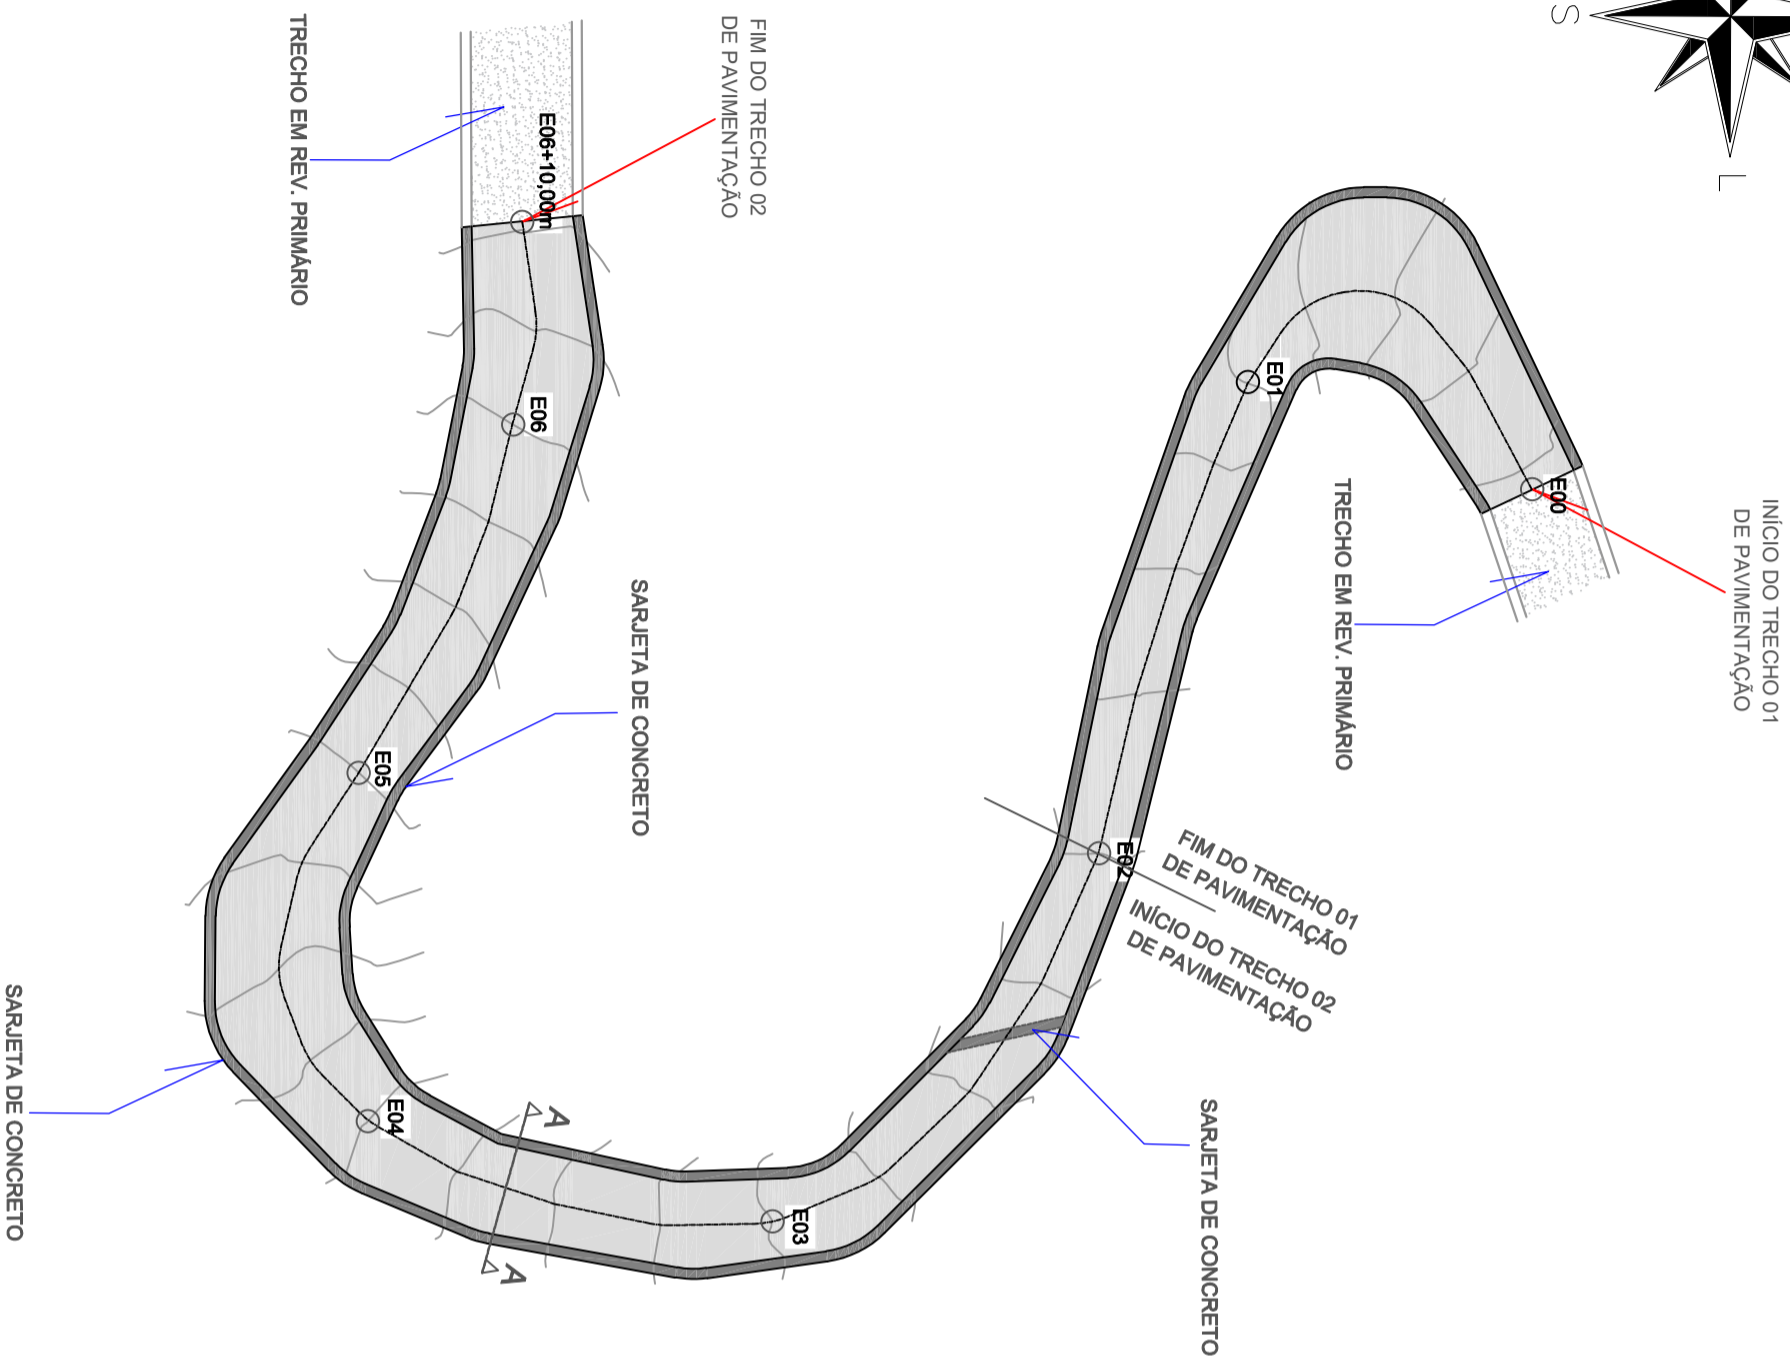 S
L
INÍCIO DO TRECHO 01
DE PAVIMENTAÇÃO
E00
TRECHO EM REV. PRIMÁRIO
E01
E02
FIM DO TRECHO 01
DE PAVIMENTAÇÃO
INÍCIO DO TRECHO 02
DE PAVIMENTAÇÃO
SARJETA DE CONCRETO
E03
A
A
E04
SARJETA DE CONCRETO
E05
SARJETA DE CONCRETO
E06
E06+10,00m
FIM DO TRECHO 02
DE PAVIMENTAÇÃO
TRECHO EM REV. PRIMÁRIO